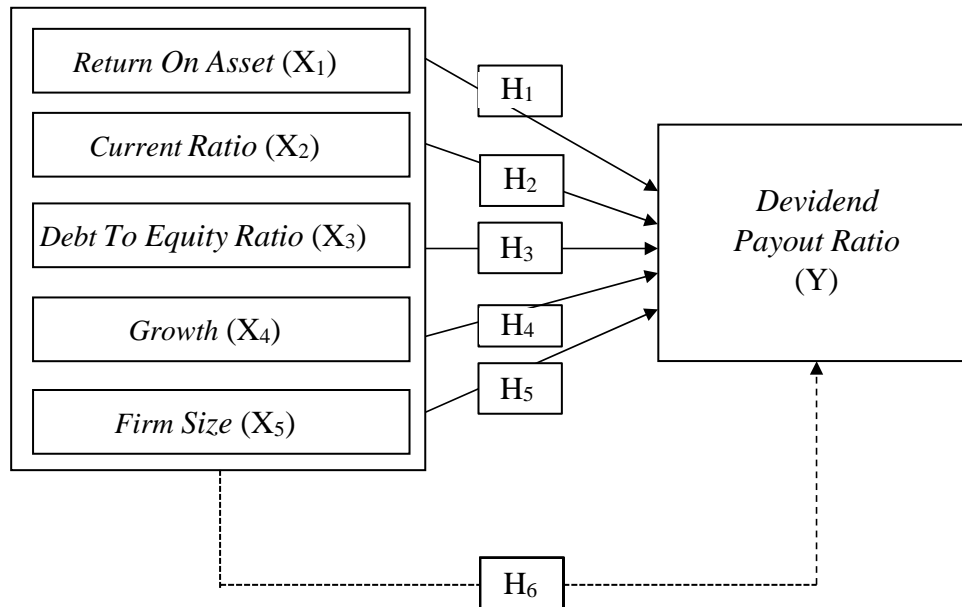 Return On Asset (X₁)
H₁
Current Ratio (X₂)
H₂
Debt To Equity Ratio (X₃)
H₃
Growth (X₄)
H₄
Firm Size (X₅)
H₅
Devidend
Payout Ratio
(Y)
H₆